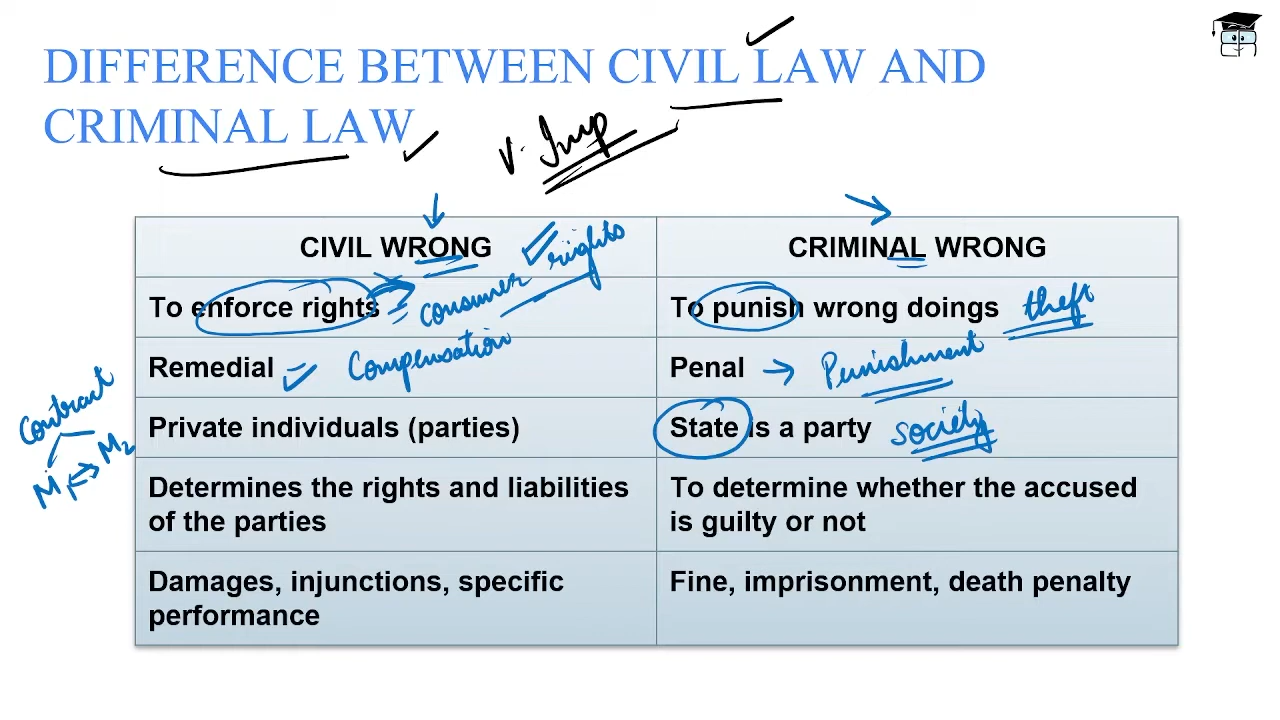 DIFFERENCE BETWEEN CIVIL LAW AND
CRIMINAL LAW
V. Imp
CIVIL WRONG
CRIMINAL WRONG
To enforce rights
consumer rights
To punish wrong doings
theft
Remedial
Compensation
Penal
Punishment
Contract
M1 M2
Private individuals (parties)
State is a party
society
Determines the rights and liabilities
of the parties
To determine whether the accused
is guilty or not
Damages, injunctions, specific
performance
Fine, imprisonment, death penalty